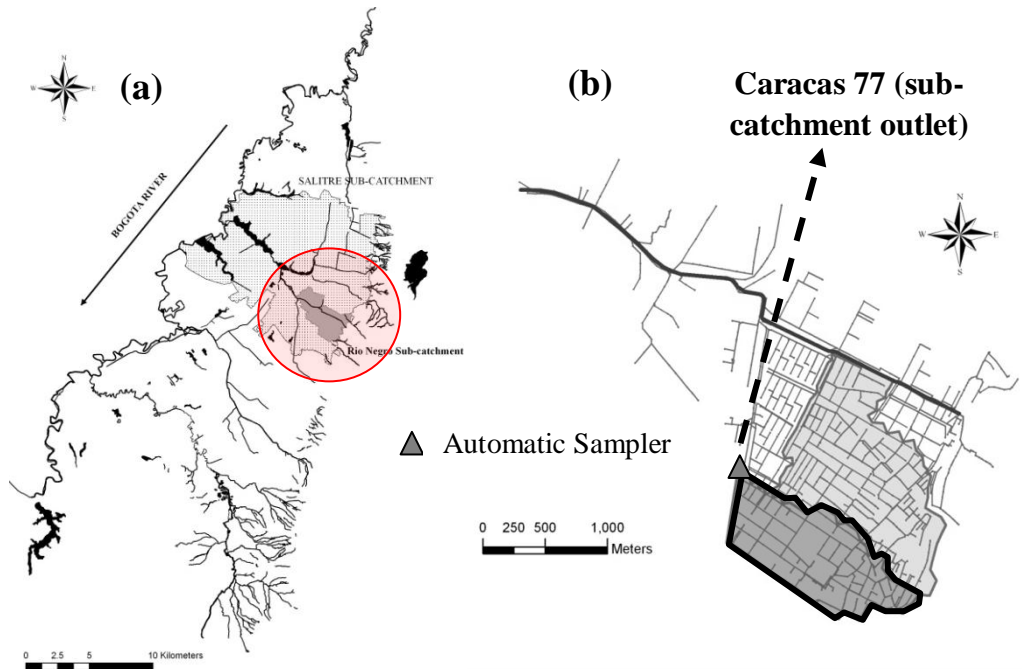 (a)
N
W E
S
BOGOTA RIVER
SALITRE SUB-CATCHMENT
Rio Negro Sub-catchment
0 2.5 5 10 Kilometers
(b)
Caracas 77 (sub-
catchment outlet)
N
W E
S
Automatic Sampler
0 250 500 1,000
Meters